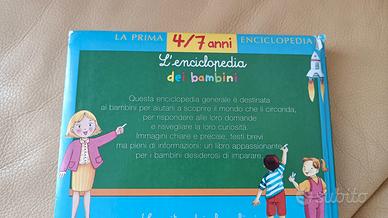 LA PRIMA 4/7 anni ENCICLOPEDIA
L'enciclopedia
dei bambini
Questa enciclopedia generale è destinata
ai bambini per aiutarli a scoprire il mondo che li circonda,
per rispondere alle loro domande
e risvegliare la loro curiosità.
Immagini chiare e precise, testi brevi
ma pieni di informazioni: un libro appassionante
per i bambini desiderosi di imparare.
subito